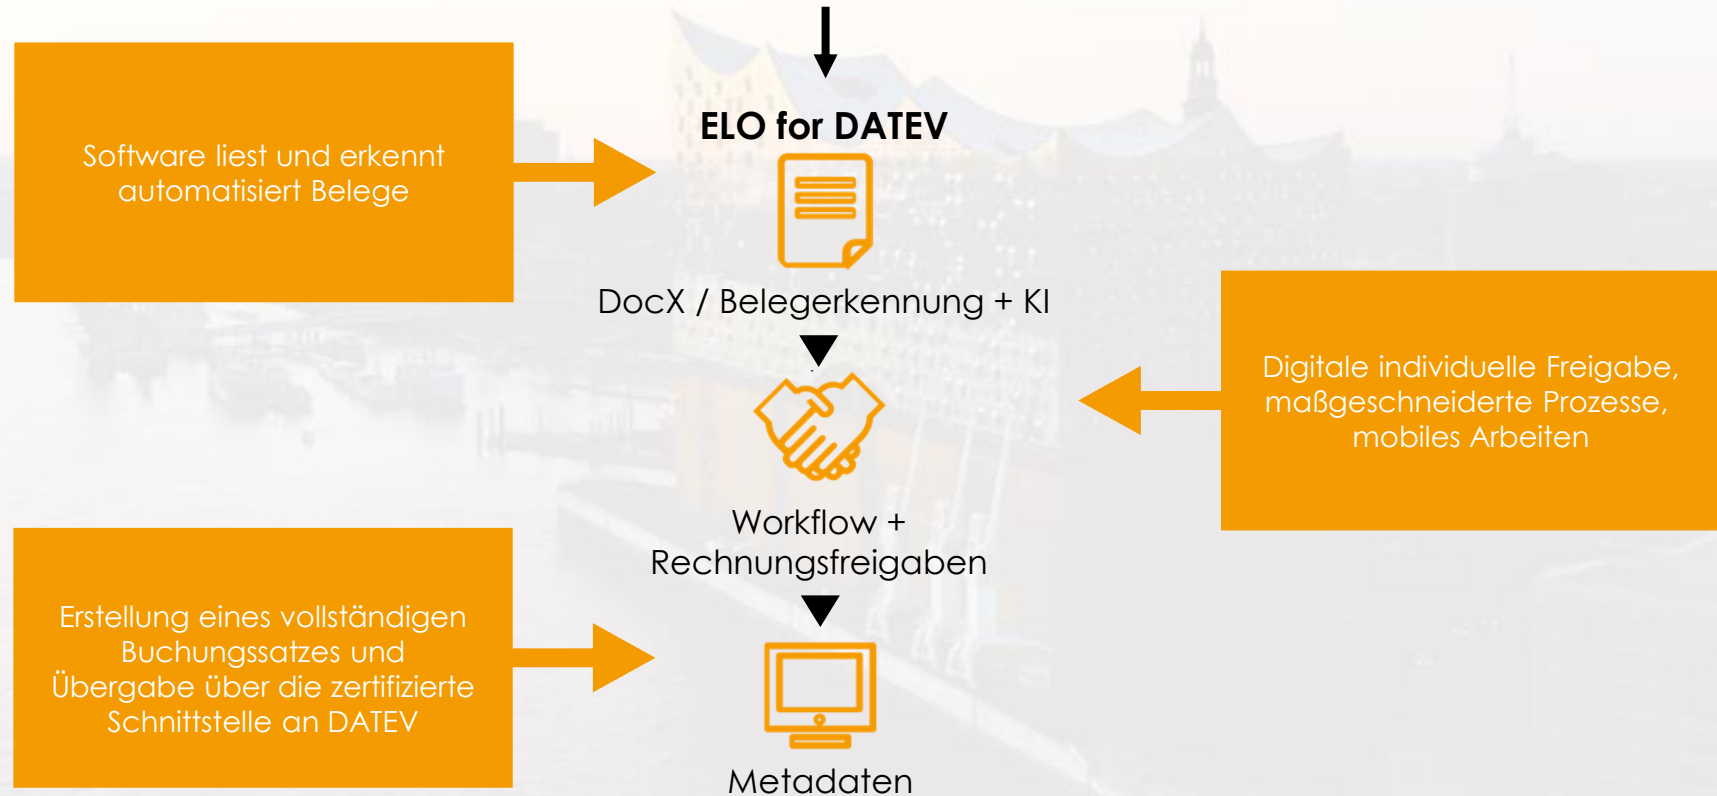 ELO for DATEV
Software liest und erkennt
automatisiert Belege
DocX / Belegerkennung + KI
Digitale individuelle Freigabe,
maßgeschneiderte Prozesse,
mobiles Arbeiten
Workflow +
Rechnungsfreigaben
Erstellung eines vollständigen
Buchungssatzes und
Übergabe über die zertifizierte
Schnittstelle an DATEV
Metadaten